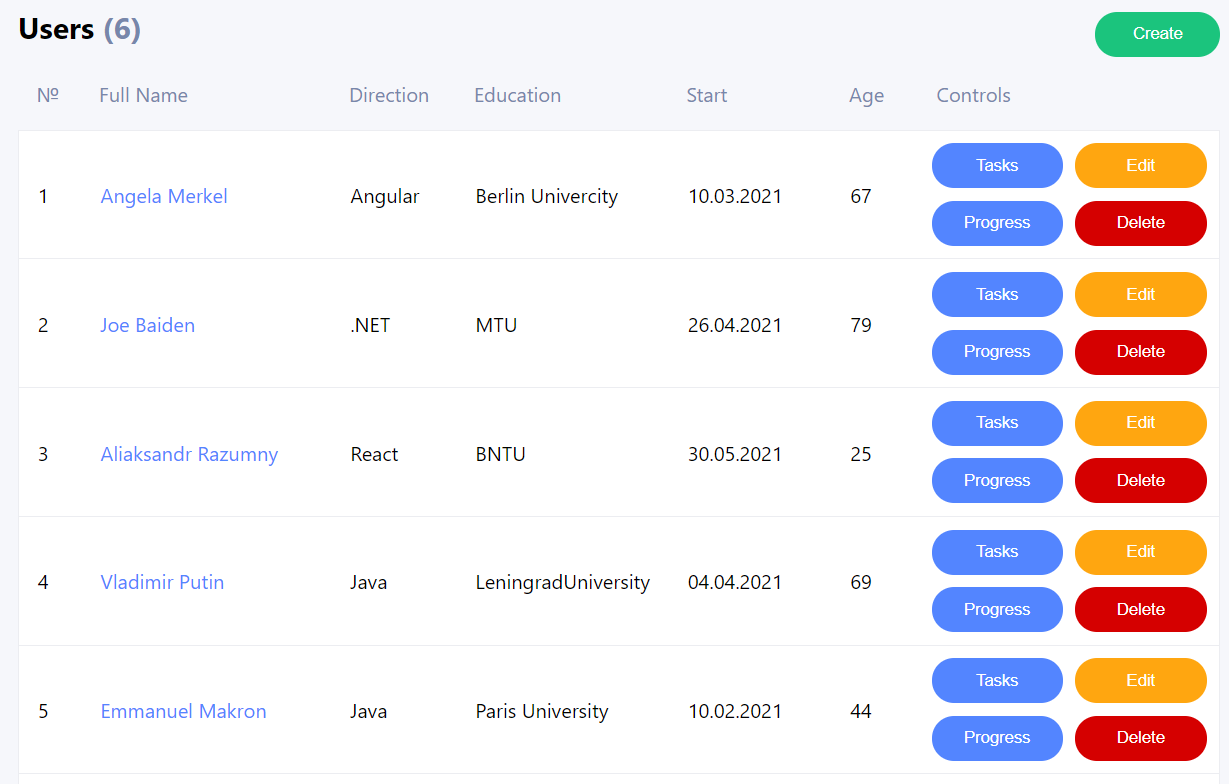 Users (6)
Create
№ Full Name Direction Education Start Age Controls
1 Angela Merkel Angular Berlin Univercity 10.03.2021 67 Tasks Edit
Progress Delete
2 Joe Baiden .NET MTU 26.04.2021 79 Tasks Edit
Progress Delete
3 Aliaksandr Razumny React BNTU 30.05.2021 25 Tasks Edit
Progress Delete
4 Vladimir Putin Java LeningradUniversity 04.04.2021 69 Tasks Edit
Progress Delete
5 Emmanuel Makron Java Paris University 10.02.2021 44 Tasks Edit
Progress Delete